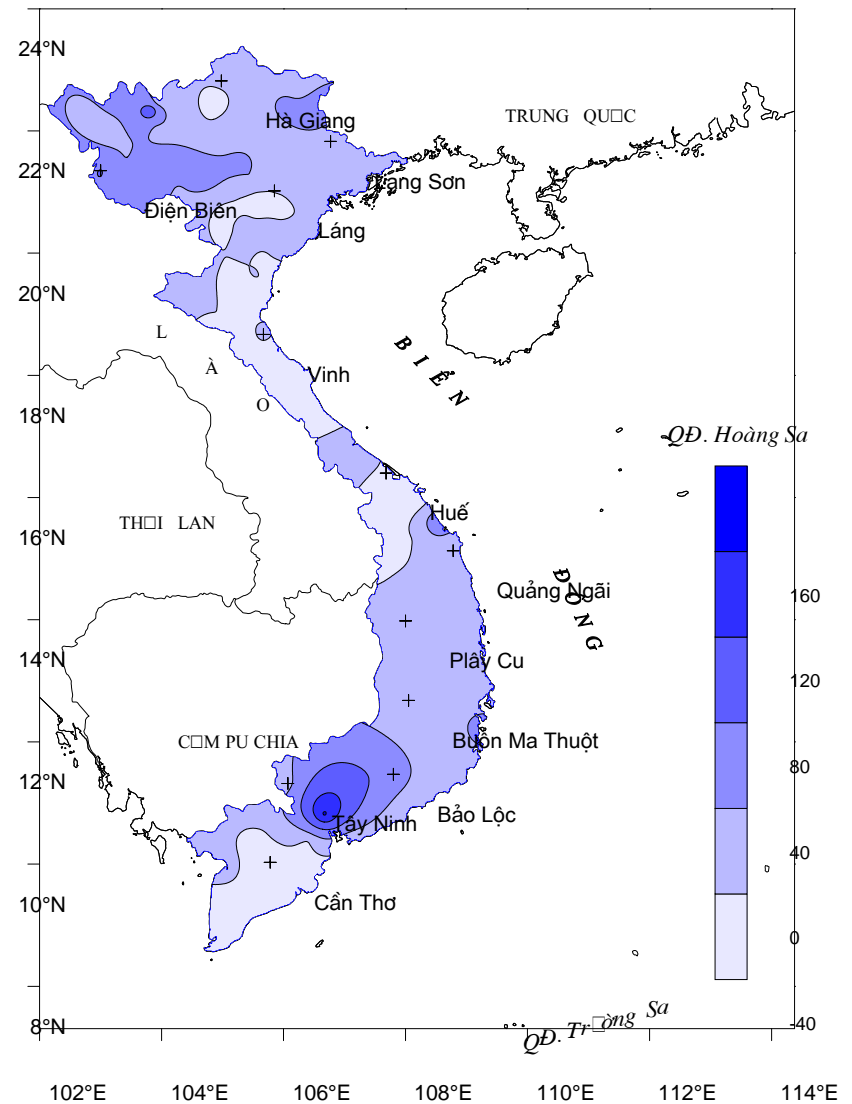 24°N
Hà Giang
TRUNG QU□C
22°N
Lạng Sơn
Điện Biên
Láng
20°N
L
À
O
BIỂN
Vinh
18°N
QĐ. Hoàng Sa
Huế
TH□I LAN
16°N
Quảng Ngãi
ĐÔNG
160
14°N
Plây Cu
120
C□M PU CHIA
Buôn Ma Thuột
80
12°N
Bảo Lộc
Tây Ninh
40
Cần Thơ
10°N
0
QĐ. Tr□ờng Sa
8°N
-40
102°E 104°E 106°E 108°E 110°E 112°E 114°E